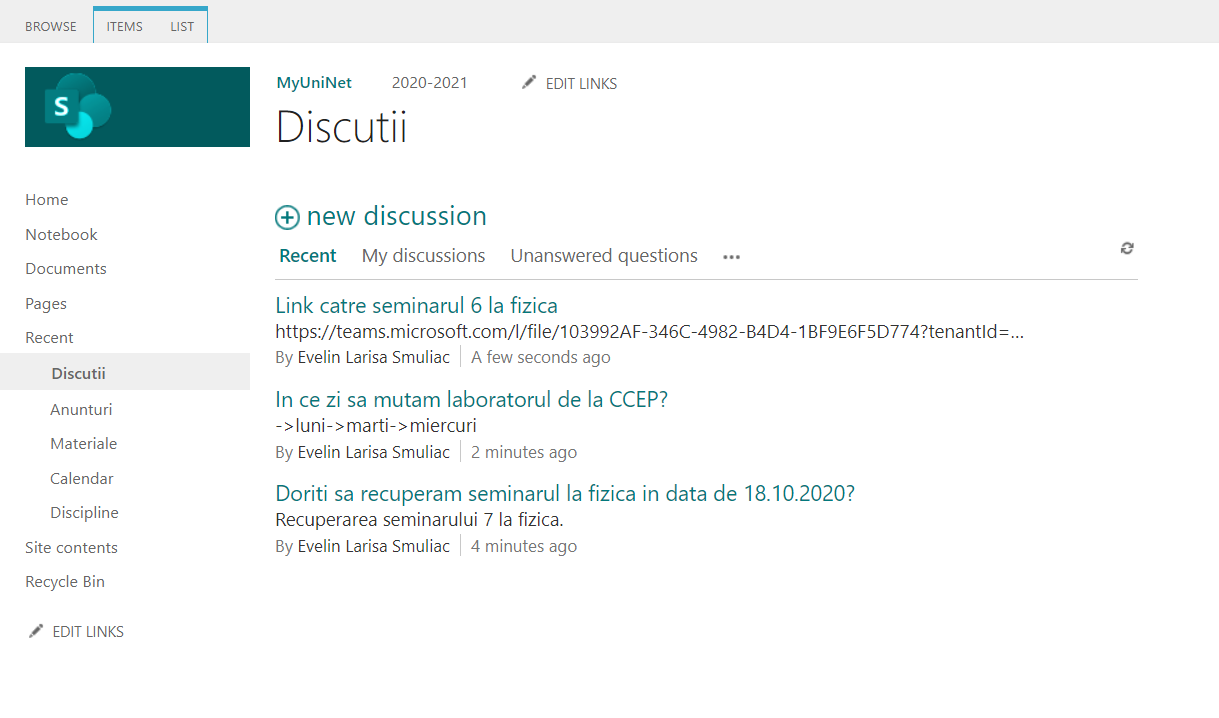 BROWSE ITEMS LIST
S
MyUniNet 2020-2021 EDIT LINKS
Discutii
Home
Notebook
Documents
Pages
Recent
Discutii
Anunturi
Materiale
Calendar
Discipline
Site contents
Recycle Bin
EDIT LINKS
new discussion
Recent My discussions Unanswered questions ...
Link catre seminarul 6 la fizica
https://teams.microsoft.com/l/file/103992AF-346C-4982-B4D4-1BF9E6F5D774?tenantId=...
By Evelin Larisa Smuliac A few seconds ago
In ce zi sa mutam laboratorul de la CCEP?
->luni->marti->miercuri
By Evelin Larisa Smuliac 2 minutes ago
Doriti sa recuperam seminarul la fizica in data de 18.10.2020?
Recuperarea seminarului 7 la fizica.
By Evelin Larisa Smuliac 4 minutes ago